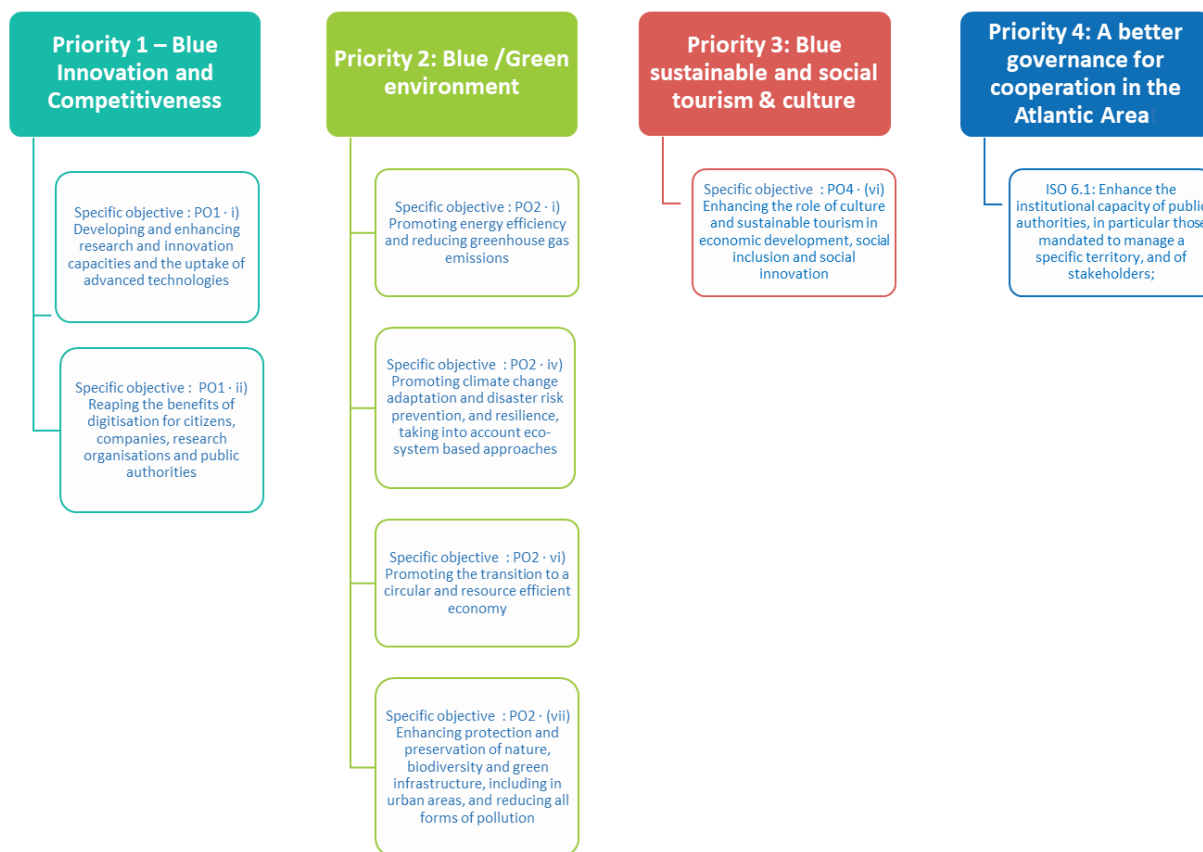 Priority 1 – Blue
Innovation and
Competitiveness
Specific objective : PO1 · i)
Developing and enhancing
research and innovation
capacities and the uptake of
advanced technologies
Specific objective : PO1 · ii)
Reaping the benefits of
digitisation for citizens,
companies, research
organisations and public
authorities
Priority 2: Blue /Green
environment
Specific objective : PO2 · i)
Promoting energy efficiency
and reducing greenhouse gas
emissions
Specific objective : PO2 · iv)
Promoting climate change
adaptation and disaster risk
prevention, and resilience,
taking into account eco-
system based approaches
Specific objective : PO2 · vi)
Promoting the transition to a
circular and resource efficient
economy
Specific objective : PO2 · (vii)
Enhancing protection and
preservation of nature,
biodiversity and green
infrastructure, including in
urban areas, and reducing all
forms of pollution
Priority 3: Blue
sustainable and social
tourism & culture
Specific objective : PO4 · (vi)
Enhancing the role of culture
and sustainable tourism in
economic development, social
inclusion and social
innovation
Priority 4: A better
governance for
cooperation in the
Atlantic Areat
ISO 6.1: Enhance the
institutional capacity of public
authorities, in particular those
mandated to manage a
specific territory, and of
stakeholders;